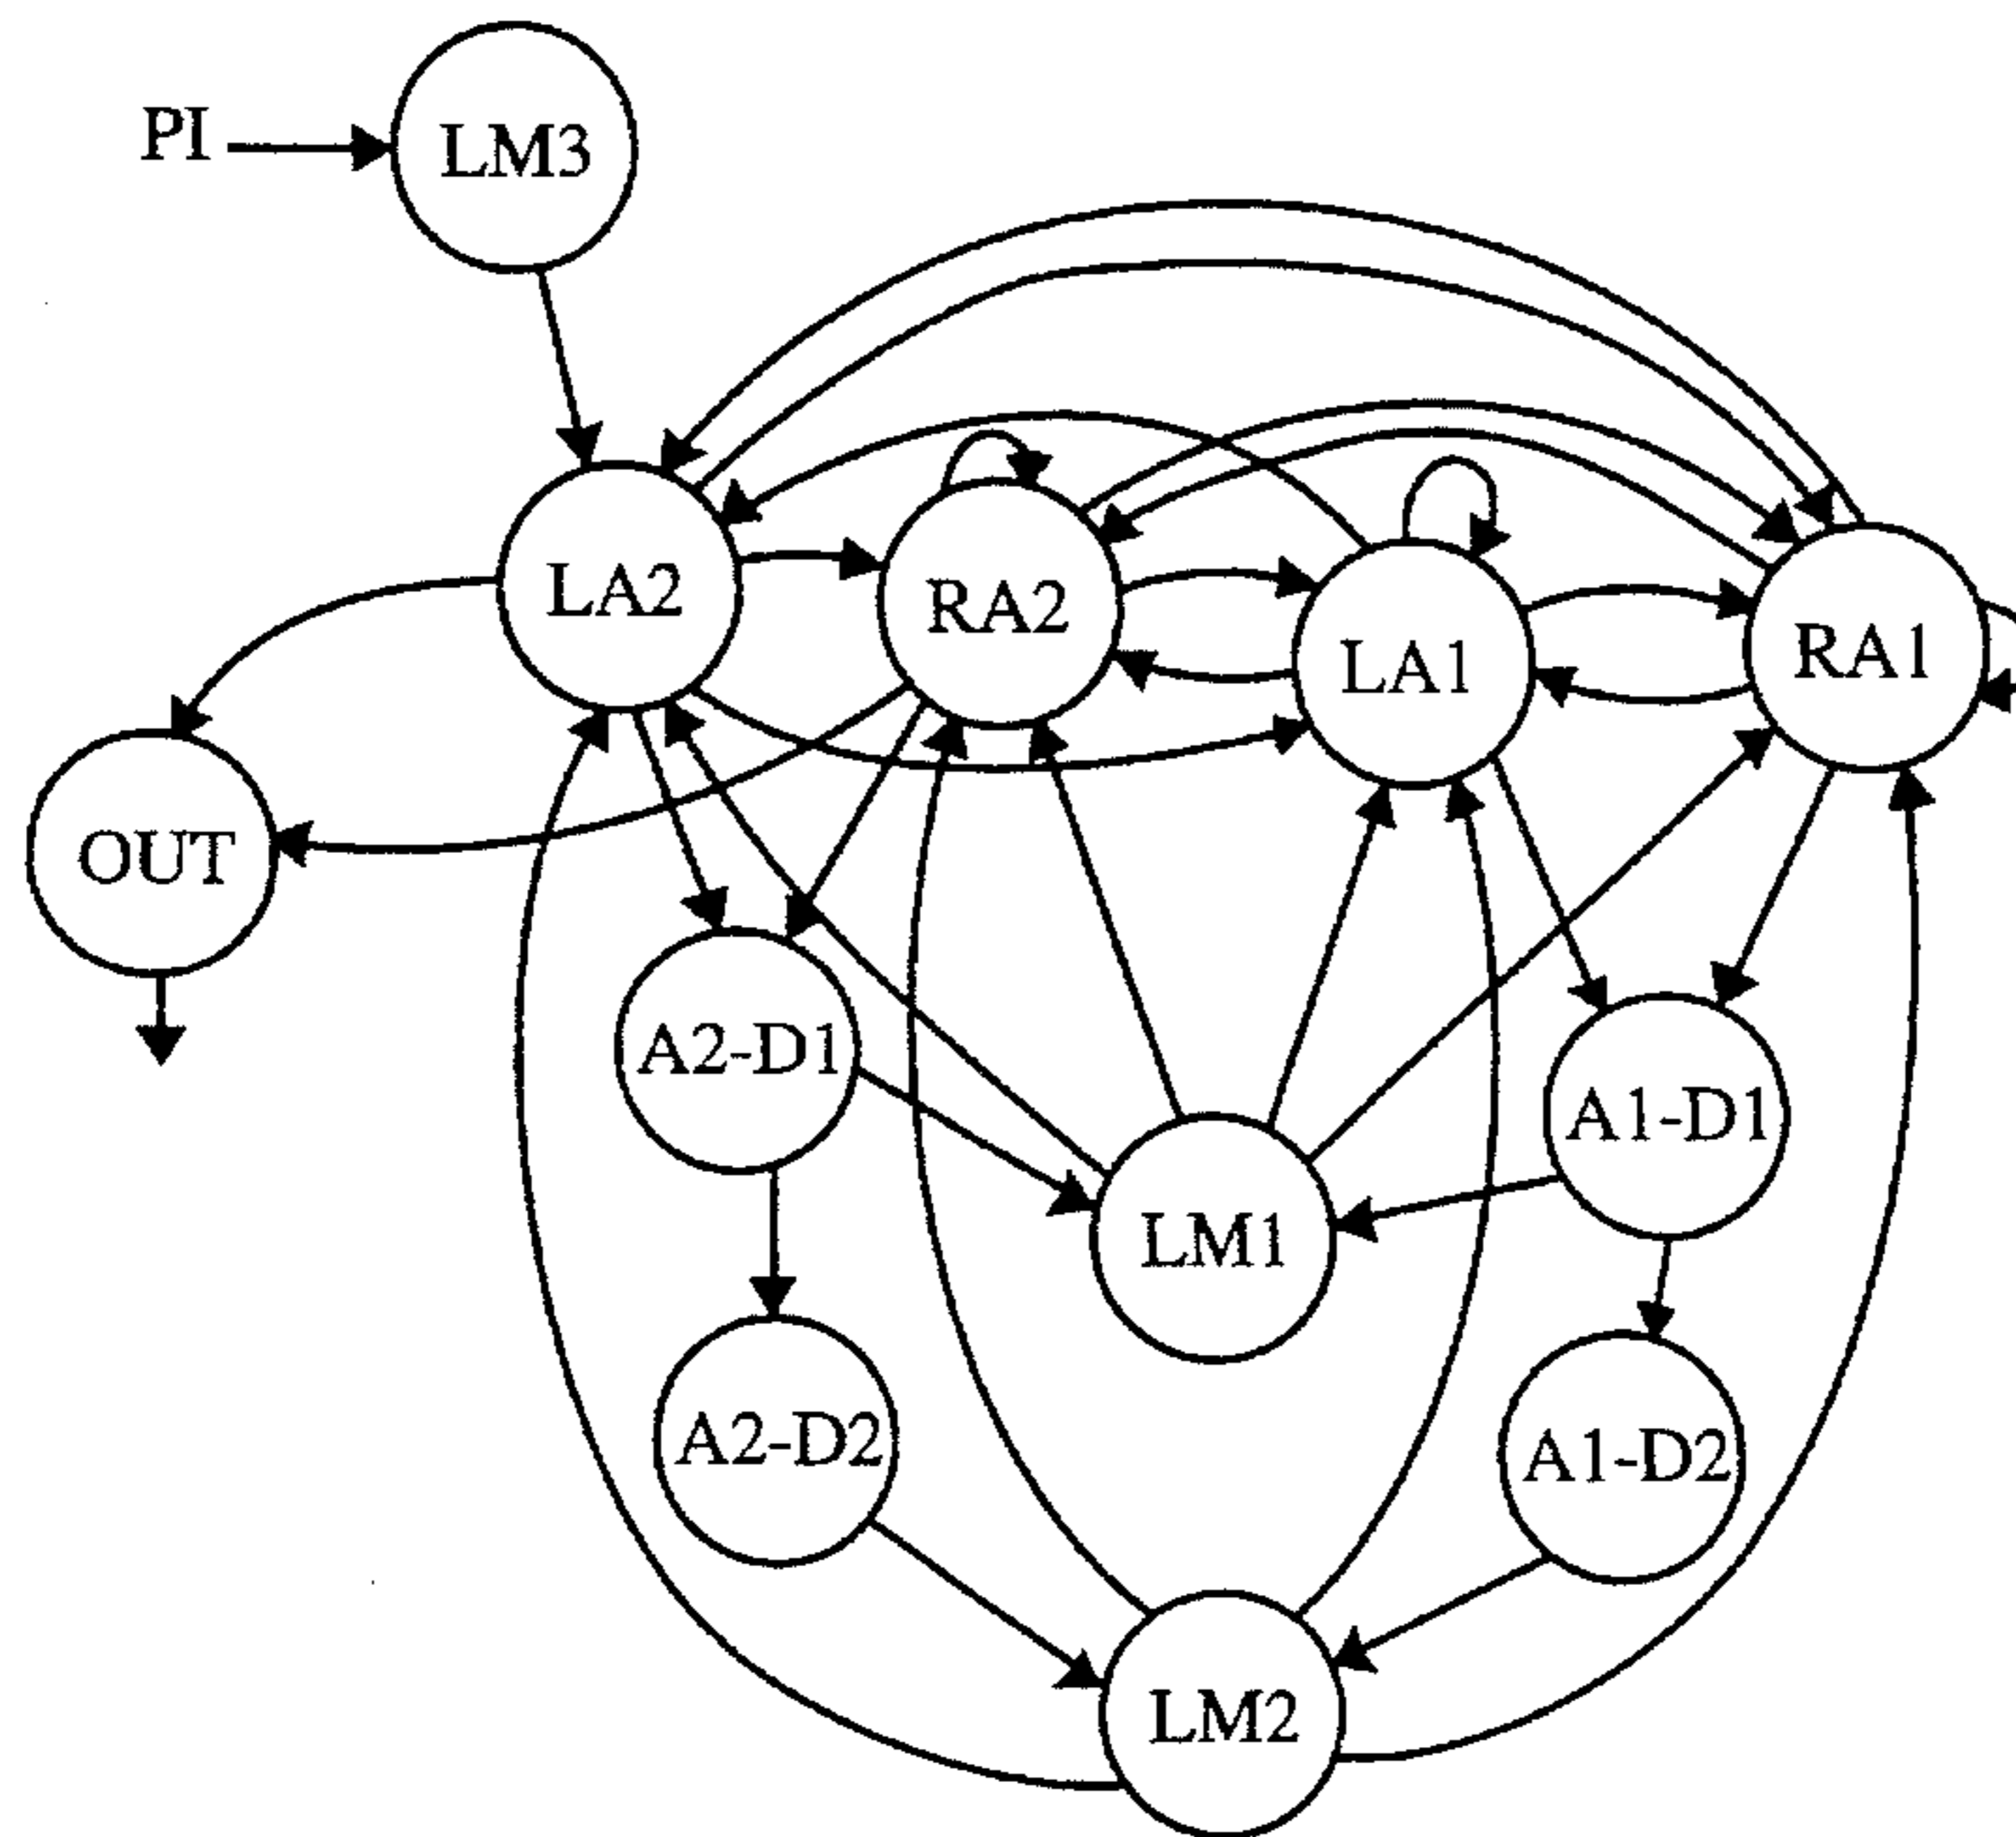 PI
LM3
LA2
RA2
LA1
RA1
OUT
A2-D1
A1-D1
LM1
A2-D2
A1-D2
LM2